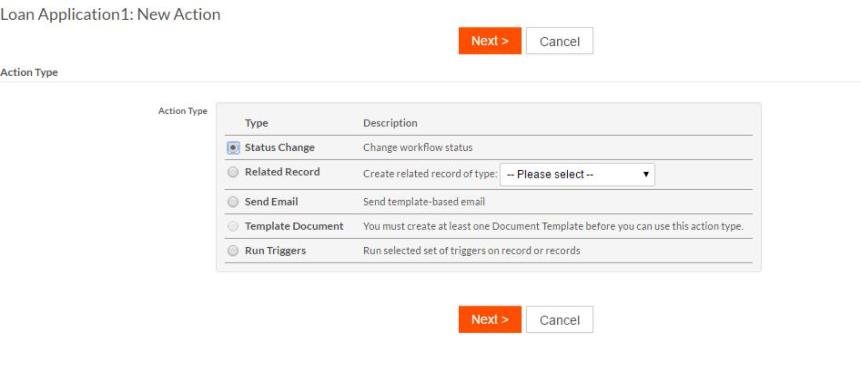 Loan Application1: New Action
Next > Cancel
Action Type
Action Type
Type Description
Status Change Change workflow status
Related Record Create related record of type: -- Please select --
Send Email Send template-based email
Template Document You must create at least one Document Template before you can use this action type.
Run Triggers Run selected set of triggers on record or records
Next > Cancel